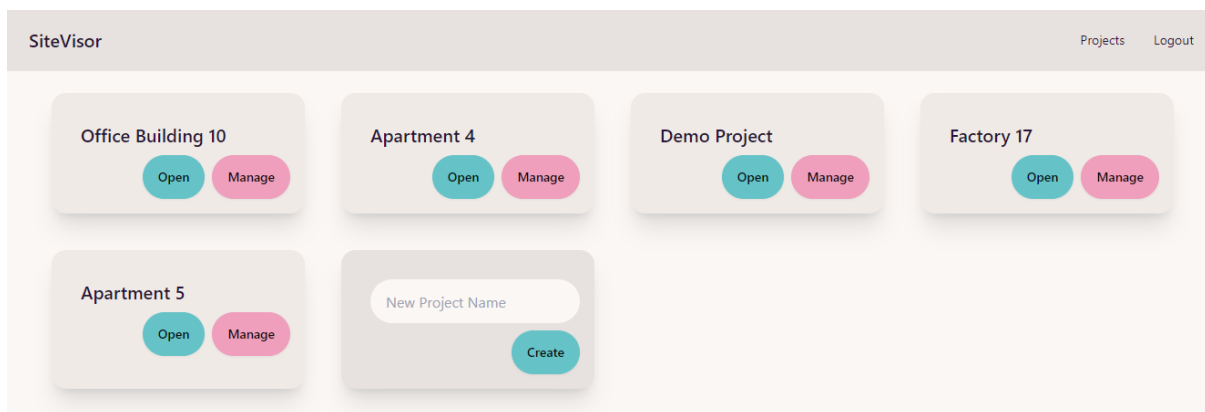 SiteVisor
Projects Logout
Office Building 10
Open Manage
Apartment 4
Open Manage
Demo Project
Open Manage
Factory 17
Open Manage
Apartment 5
Open Manage
New Project Name
Create